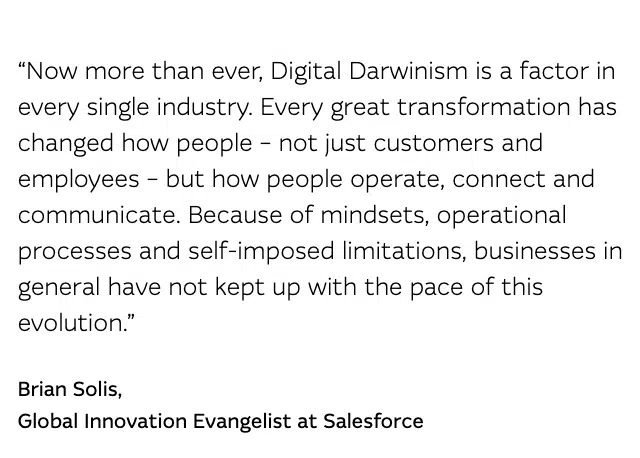 “Now more than ever, Digital Darwinism is a factor in
every single industry. Every great transformation has
changed how people – not just customers and
employees – but how people operate, connect and
communicate. Because of mindsets, operational
processes and self-imposed limitations, businesses in
general have not kept up with the pace of this
evolution.”
Brian Solis,
Global Innovation Evangelist at Salesforce